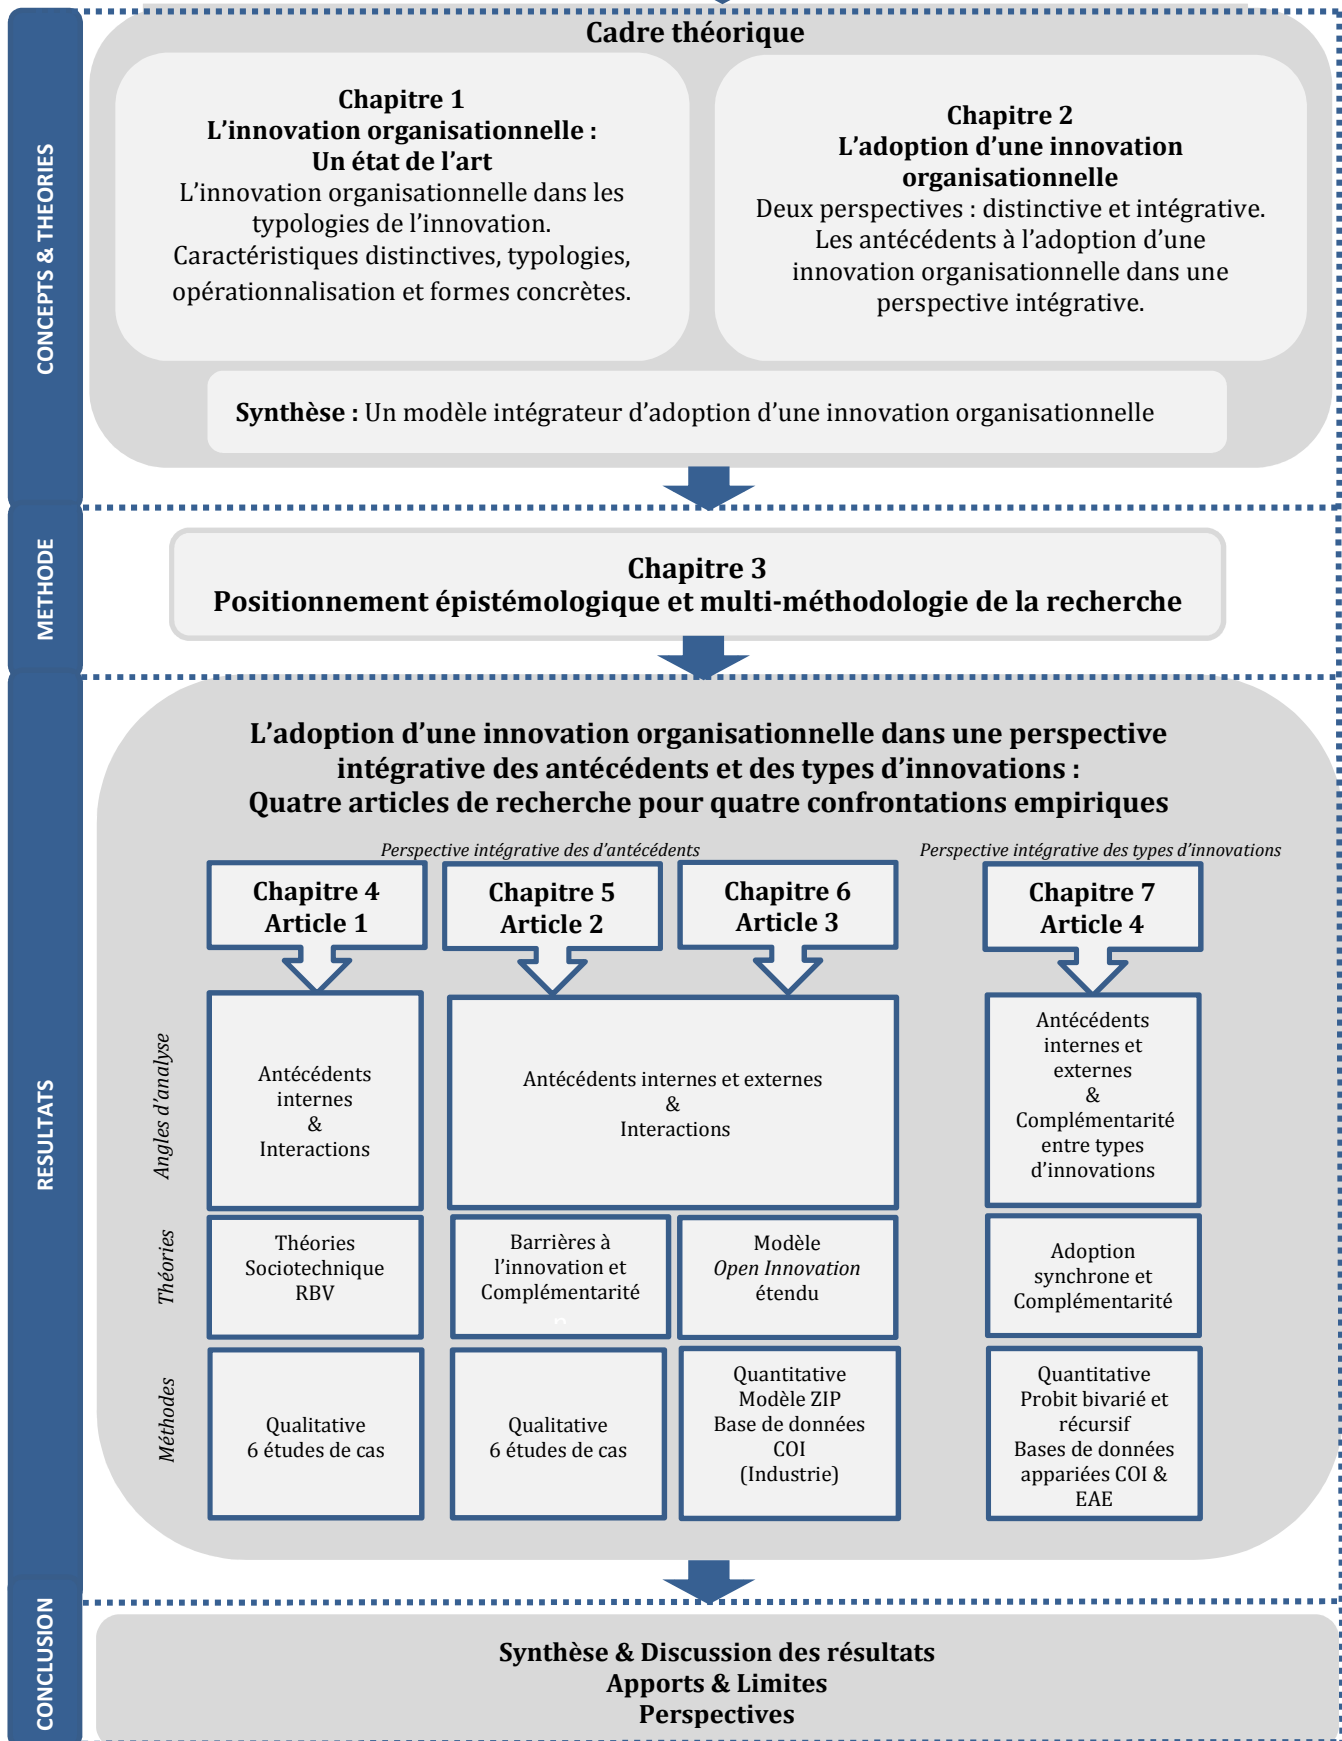 CONCEPTS & THEORIES
Cadre théorique
Chapitre 1
L'innovation organisationnelle :
Un état de l'art
L'innovation organisationnelle dans les
typologies de l'innovation.
Caractéristiques distinctives, typologies,
opérationnalisation et formes concrètes.
Chapitre 2
L'adoption d'une innovation
organisationnelle
Deux perspectives : distinctive et intégrative.
Les antécédents à l'adoption d'une
innovation organisationnelle dans une
perspective intégrative.
Synthèse : Un modèle intégrateur d'adoption d'une innovation organisationnelle
METHODE
Chapitre 3
Positionnement épistémologique et multi-méthodologie de la recherche
RESULTATS
L'adoption d'une innovation organisationnelle dans une perspective
intégrative des antécédents et des types d'innovations :
Quatre articles de recherche pour quatre confrontations empiriques
Perspective intégrative des d'antécédents
Perspective intégrative des types d'innovations
Chapitre 4
Article 1
Chapitre 5
Article 2
Chapitre 6
Article 3
Chapitre 7
Article 4
Angles d'analyse
Antécédents
internes
&
Interactions
Antécédents internes et externes
&
Interactions
Antécédents
internes et
externes
&
Complémentarité
entre types
d'innovations
Théories
Théories
Sociotechnique
RBV
Barrières à
l'innovation et
Complémentarité
Modèle
Open Innovation
étendu
Adoption
synchrone et
Complémentarité
Méthodes
Qualitative
6 études de cas
Qualitative
6 études de cas
Quantitative
Modèle ZIP
Base de données
COI
(Industrie)
Quantitative
Probit bivarié et
récursif
Bases de données
appariées COI &
EAE
CONCLUSION
Synthèse & Discussion des résultats
Apports & Limites
Perspectives